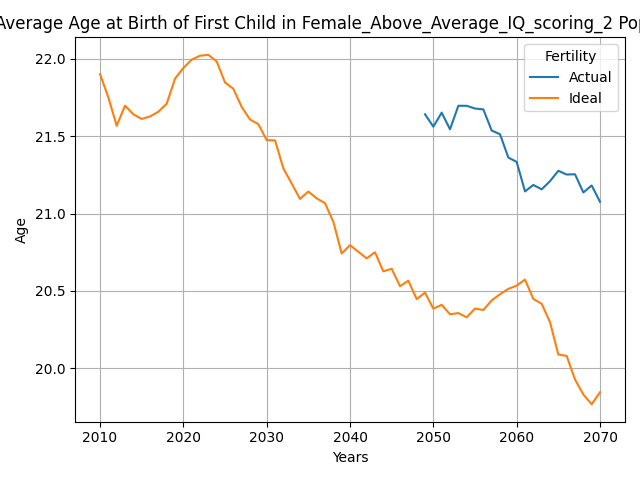 Average Age at Birth of First Child in Female_Above_Average_IQ_scoring_2
Fertility
Actual
Ideal
22.0
21.5
21.0
20.5
20.0
Age
2010 2020 2030 2040 2050 2060 2070
Years